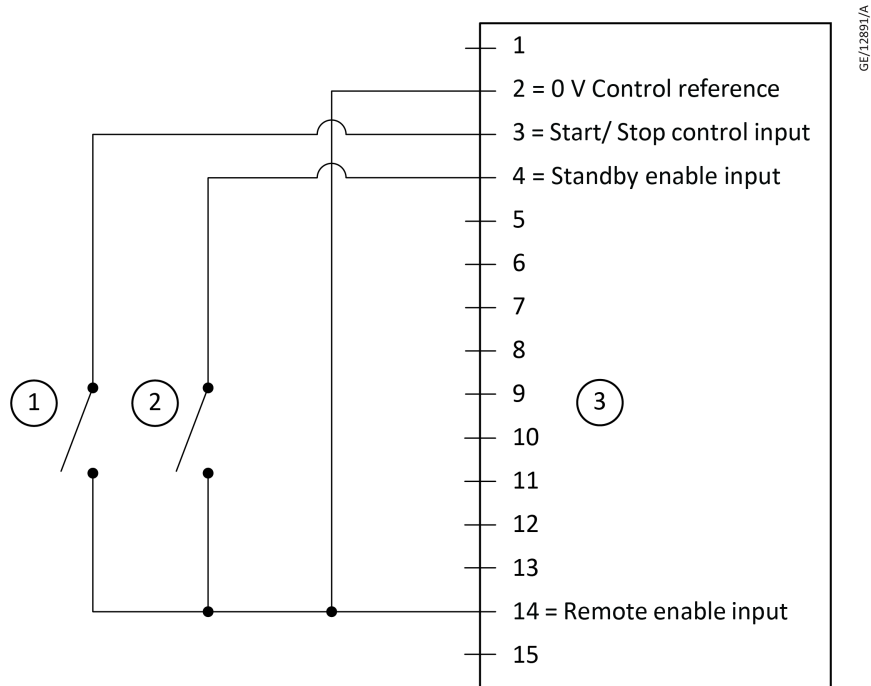 GE/12891/A
1
2 = 0 V Control reference
3 = Start/ Stop control input
4 = Standby enable input
5
6
7
8
1
2
9
3
10
11
12
13
14 = Remote enable input
15